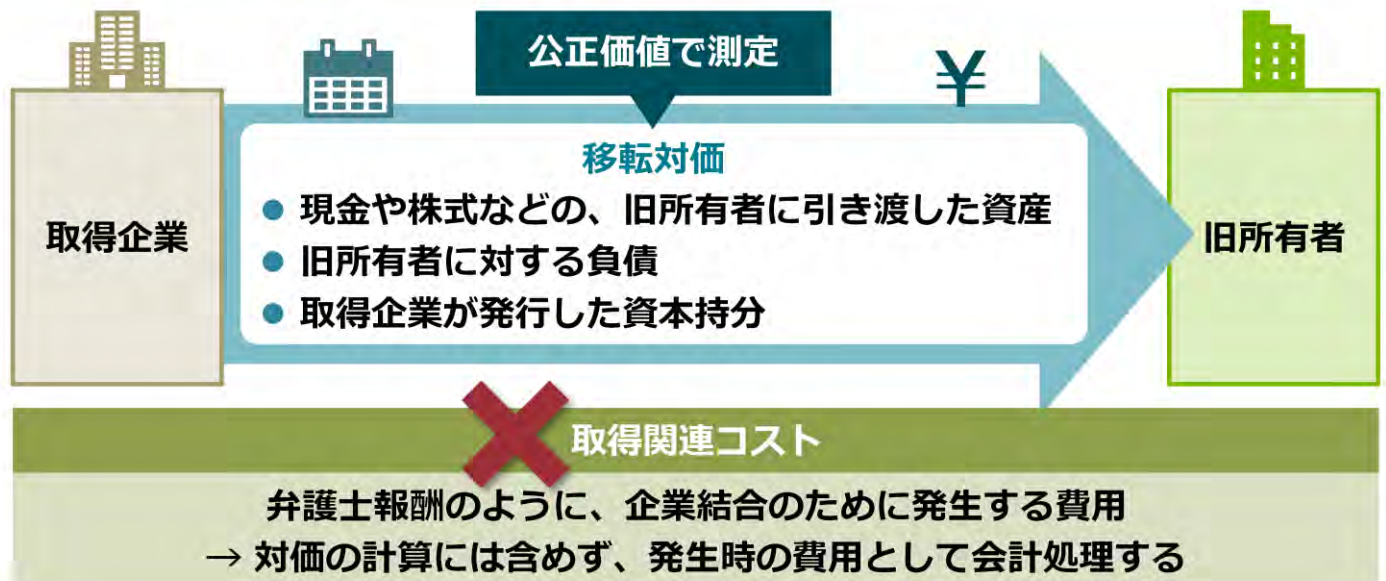 公正価値で測定
¥
移転対価
● 現金や株式などの、旧所有者に引き渡した資産
● 旧所有者に対する負債
● 取得企業が発行した資本持分
取得企業
旧所有者
取得関連コスト
弁護士報酬のように、企業結合のために発生する費用
→ 対価の計算には含めず、発生時の費用として会計処理する